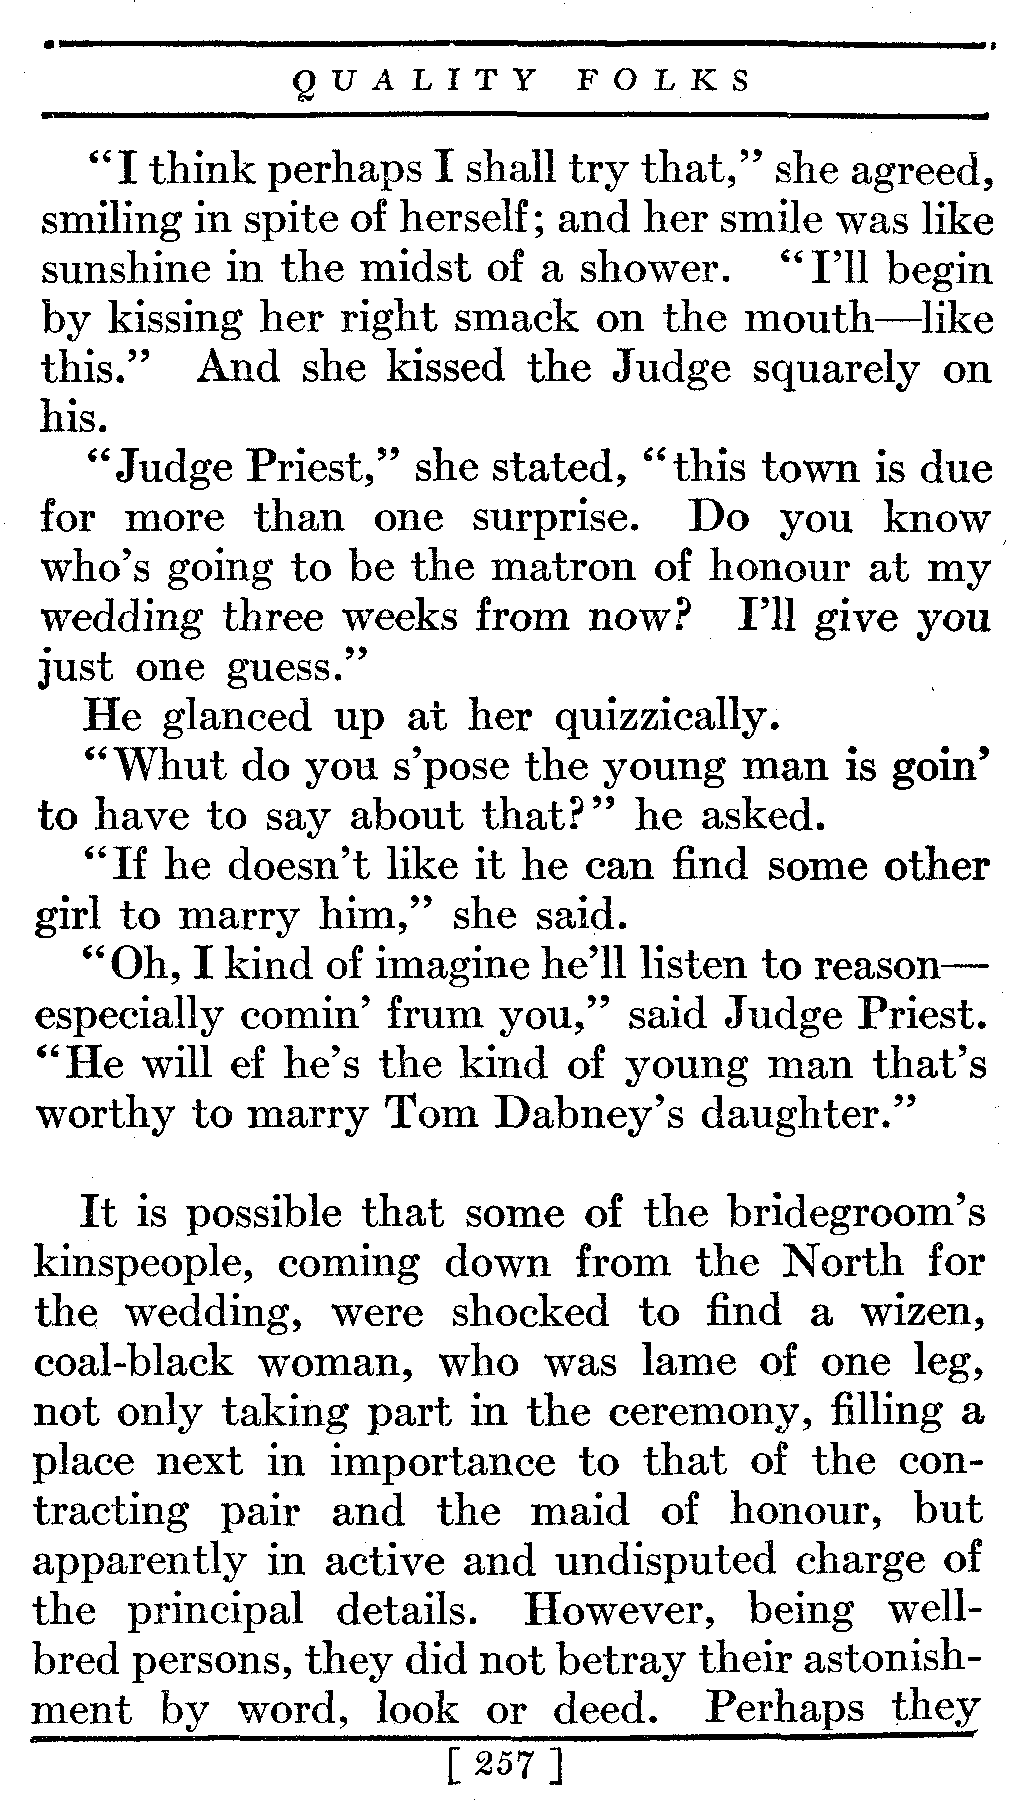 QUALITY FOLKS
“I think perhaps I shall try that,” she agreed,
smiling in spite of herself; and her smile was like
sunshine in the midst of a shower. “I’ll begin
by kissing her right smack on the mouth—like
this.” And she kissed the Judge squarely on
his.
“Judge Priest,” she stated, “this town is due
for more than one surprise. Do you know
who’s going to be the matron of honour at my
wedding three weeks from now? I’ll give you
just one guess.”
He glanced up at her quizzically.
“Whut do you s’pose the young man is goin’
to have to say about that?” he asked.
“If he doesn’t like it he can find some other
girl to marry him,” she said.
“Oh, I kind of imagine he’ll listen to reason—
especially comin’ frum you,” said Judge Priest.
“He will ef he’s the kind of young man that’s
worthy to marry Tom Dabney’s daughter.”
It is possible that some of the bridegroom’s
kinspeople, coming down from the North for
the wedding, were shocked to find a wizen,
coal-black woman, who was lame of one leg,
not only taking part in the ceremony, filling a
place next in importance to that of the con-
tracting pair and the maid of honour, but
apparently in active and undisputed charge of
the principal details. However, being well-
bred persons, they did not betray their astonish-
ment by word, look or deed. Perhaps they
[ 257 ]